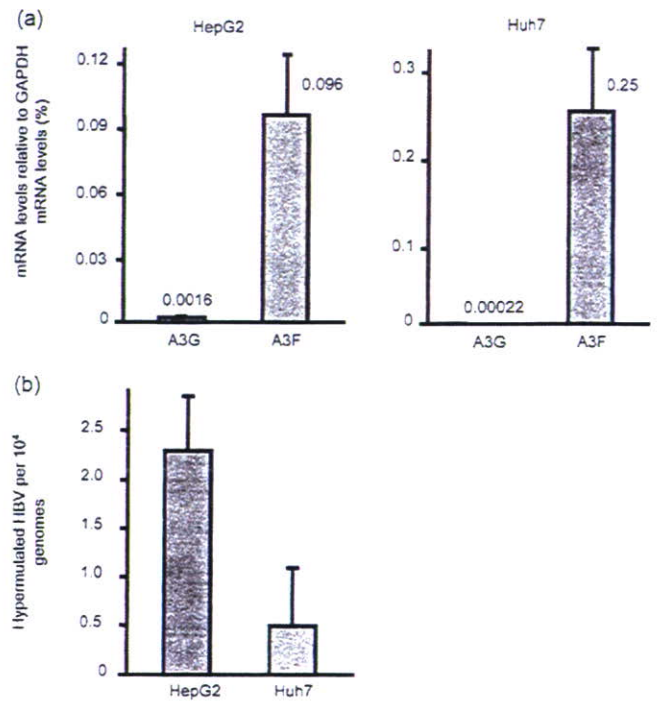 (a)
HepG2
Huh7
mRNA levels relative to GAPDH
mRNA levels (%)
0.12
0.09
0.06
0.03
0
0.096
0.0016
A3G
A3F
0.3
0.2
0.1
0
0.25
0.00022
A3G
A3F
(b)
Hypermulated HBV per 10⁴
genomes
2.5
2.0
1.5
1.0
0.5
0
HepG2
Huh7